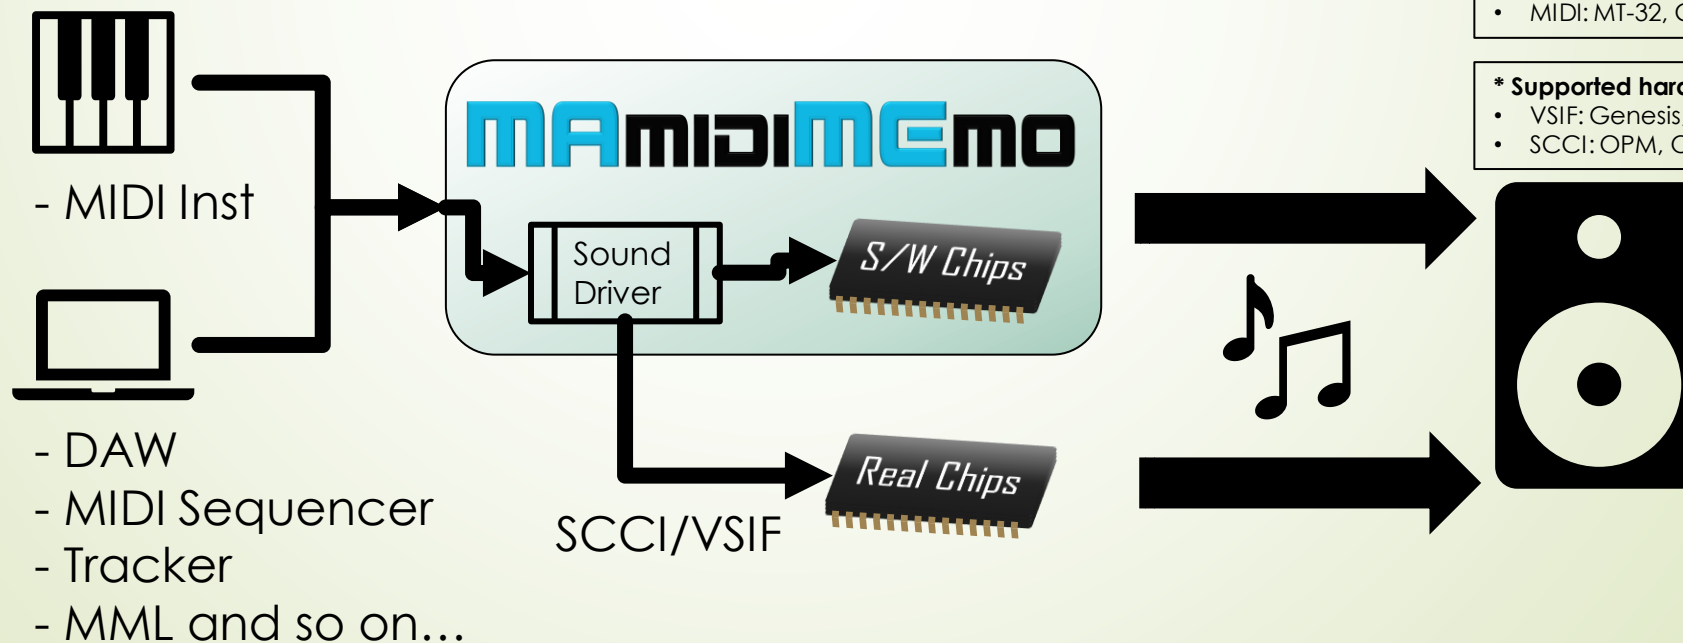 - MIDI Inst
- DAW
- MIDI Sequencer
- Tracker
- MML and so on…
MAmidiMEmo
Sound
Driver
S/W Chips
SCCI/VSIF
Real Chips
• MIDI: MT-32,
* Supported
• VSIF: Genesis,
• SCCI: OPM,